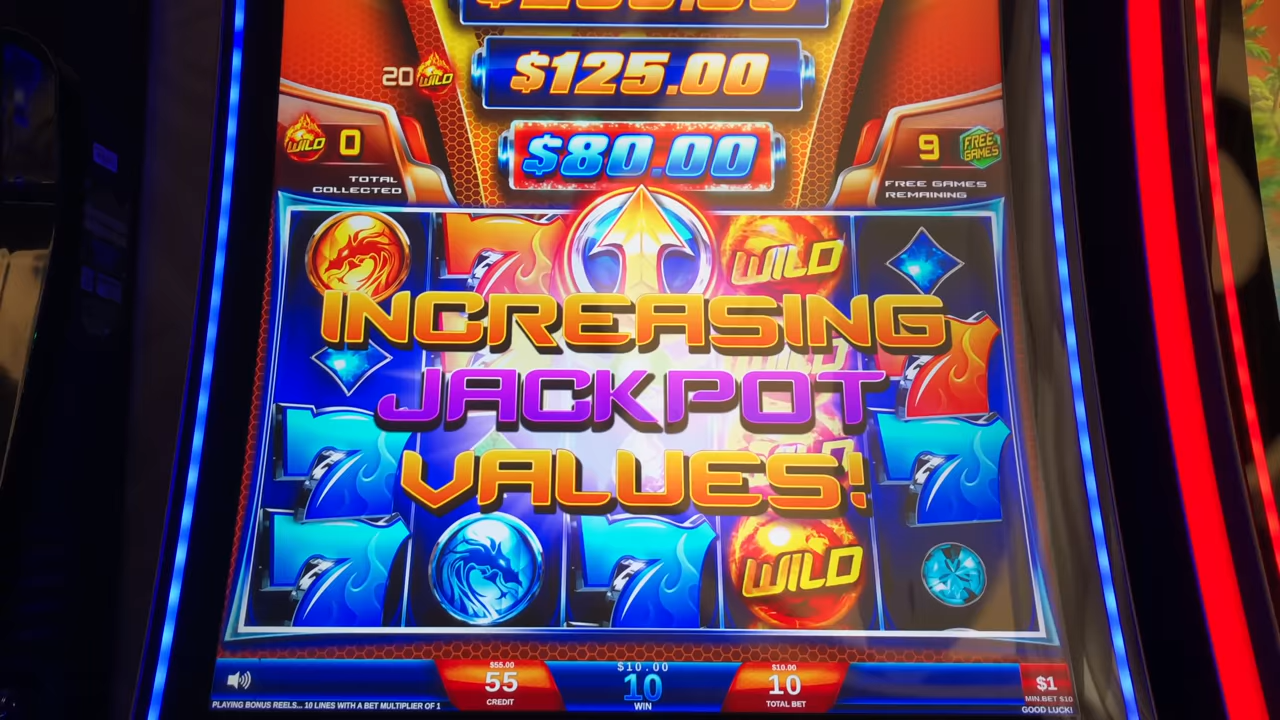 $125.00
20 WILD
$80.00
WILD 0
TOTAL
COLLECTED
9 FREE
GAMES
FREE GAMES
REMAINING
WILD
INCREASING
JACKPOT
VALUES!
WILD
$55.00
55
CREDIT
$10.00
10
WIN
$10.00
10
TOTAL BET
$1
MIN BET $10
GOOD LUCK!
PLAYING BONUS REELS... 10 LINES WITH A BET MULTIPLIER OF 1